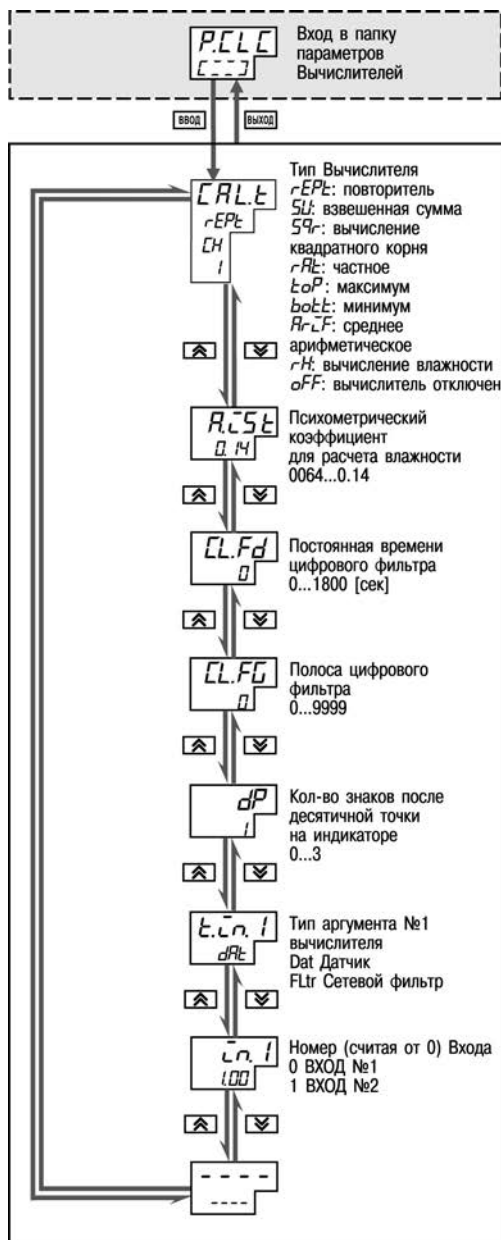 P.CLC
[---]
Вход в папку
параметров
Вычислителей
ВВОД
ВЫХОД
CAL.t
rEPt
CH
1
Тип Вычислителя
rEPt: повторитель
SU: взвешенная сумма
S9r: вычисление
квадратного корня
rAt: частное
toP: максимум
bott: минимум
AriF: среднее
арифметическое
rH: вычисление влажности
oFF: вычислитель отключен
A.iSt
0.14
Психометрический
коэффициент
для расчета влажности
0064...0.14
CL.Fd
0
Постоянная времени
цифрового фильтра
0...1800 [сек]
CL.FG
0
Полоса цифрового
фильтра
0...9999
dP
1
Кол-во знаков после
десятичной точки
на индикаторе
0...3
t.in.1
dAt
Тип аргумента №1
вычислителя
Dat Датчик
FLtr Сетевой фильтр
in.1
1.00
Номер (считая от 0) Входа
0 ВХОД №1
1 ВХОД №2
- - - -
----